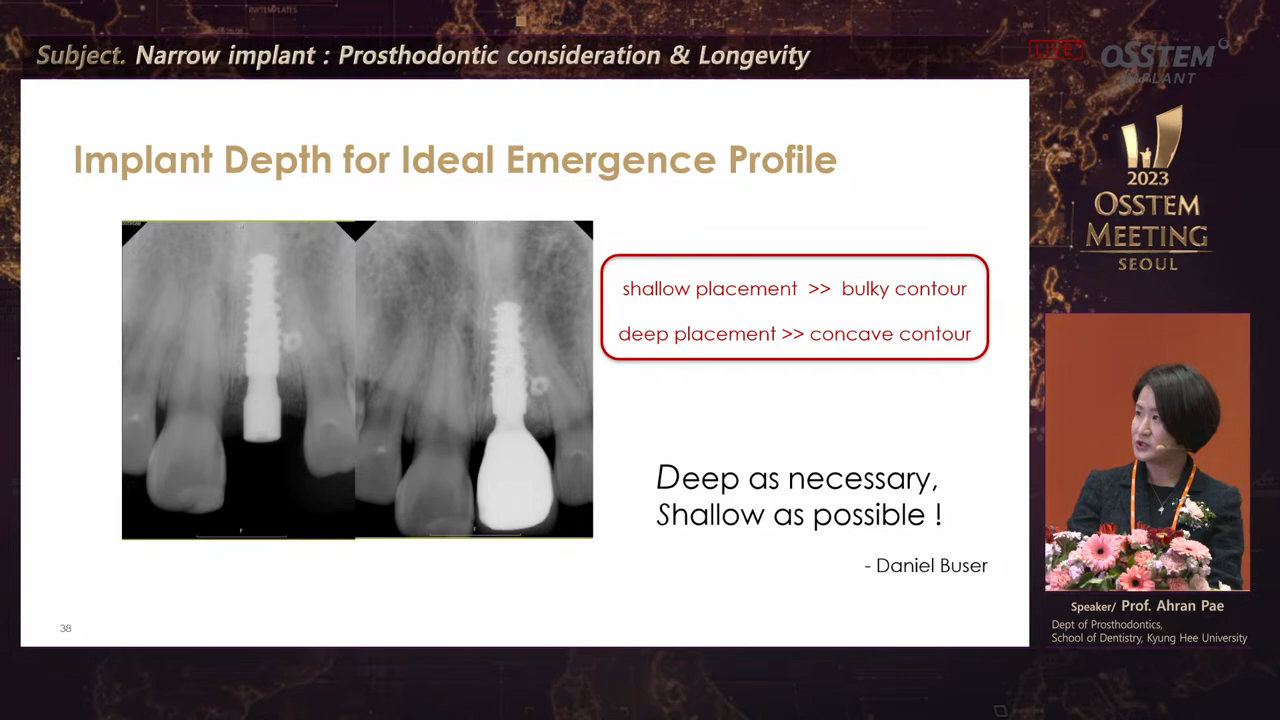 Subject. Narrow implant : Prosthodontic consideration & Longevity
LIVE
OSSTEM
IMPLANT
2023
OSSTEM
MEETING
SEOUL
Implant Depth for Ideal Emergence Profile
shallow placement >> bulky contour
deep placement >> concave contour
Deep as necessary,
Shallow as possible !
- Daniel Buser
38
Speaker/ Prof. Ahran Pae
Dept of Prosthodontics,
School of Dentistry, Kyung Hee University